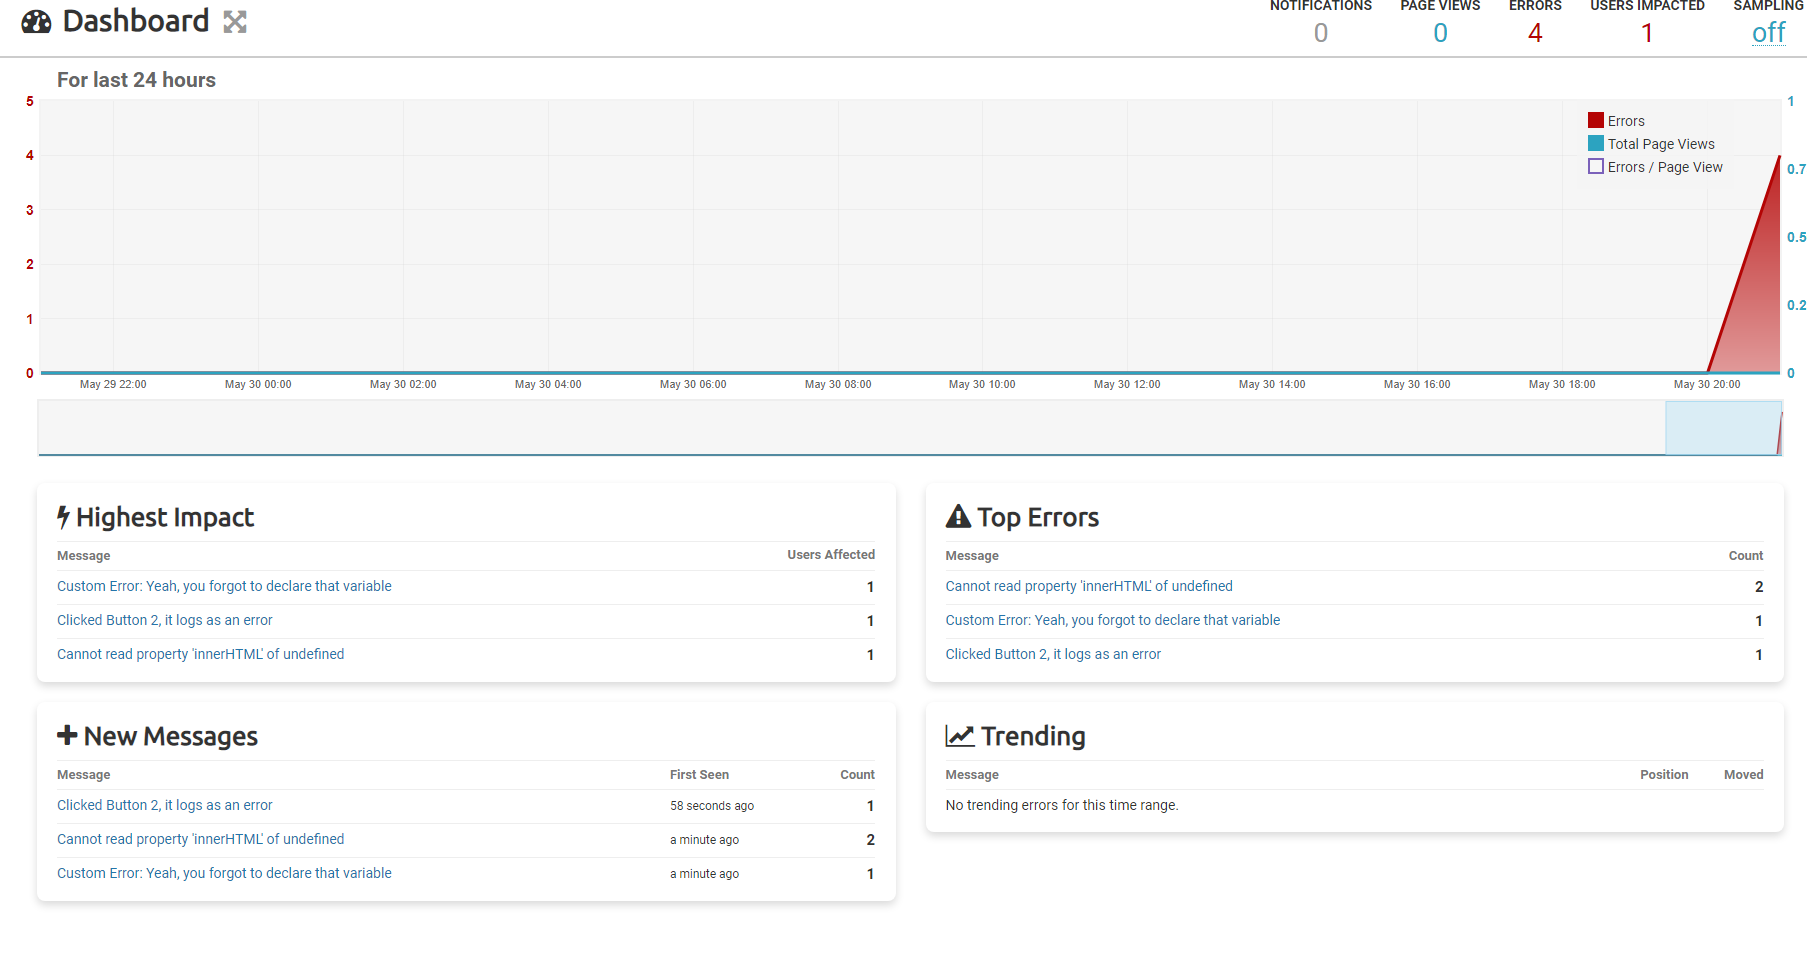 Dashboard
NOTIFICATIONS PAGE VIEWS ERRORS USERS IMPACTED SAMPLING
0 0 4 1 off
For last 24 hours
5 1
Errors
Total Page Views
4 0.7
Errors / Page View
3
0.5
2
0.2
1
0 0
May 29 22:00 May 30 00:00 May 30 02:00 May 30 04:00 May 30 06:00 May 30 08:00 May 30 10:00 May 30 12:00 May 30 14:00 May 30 16:00 May 30 18:00 May 30 20:00
Highest Impact
Message Users Affected
Custom Error: Yeah, you forgot to declare that variable 1
Clicked Button 2, it logs as an error 1
Cannot read property 'innerHTML' of undefined 1
Top Errors
Message Count
Cannot read property 'innerHTML' of undefined 2
Custom Error: Yeah, you forgot to declare that variable 1
Clicked Button 2, it logs as an error 1
New Messages
Message First Seen Count
Clicked Button 2, it logs as an error 58 seconds ago 1
Cannot read property 'innerHTML' of undefined a minute ago 2
Custom Error: Yeah, you forgot to declare that variable a minute ago 1
Trending
Message Position Moved
No trending errors for this time range.